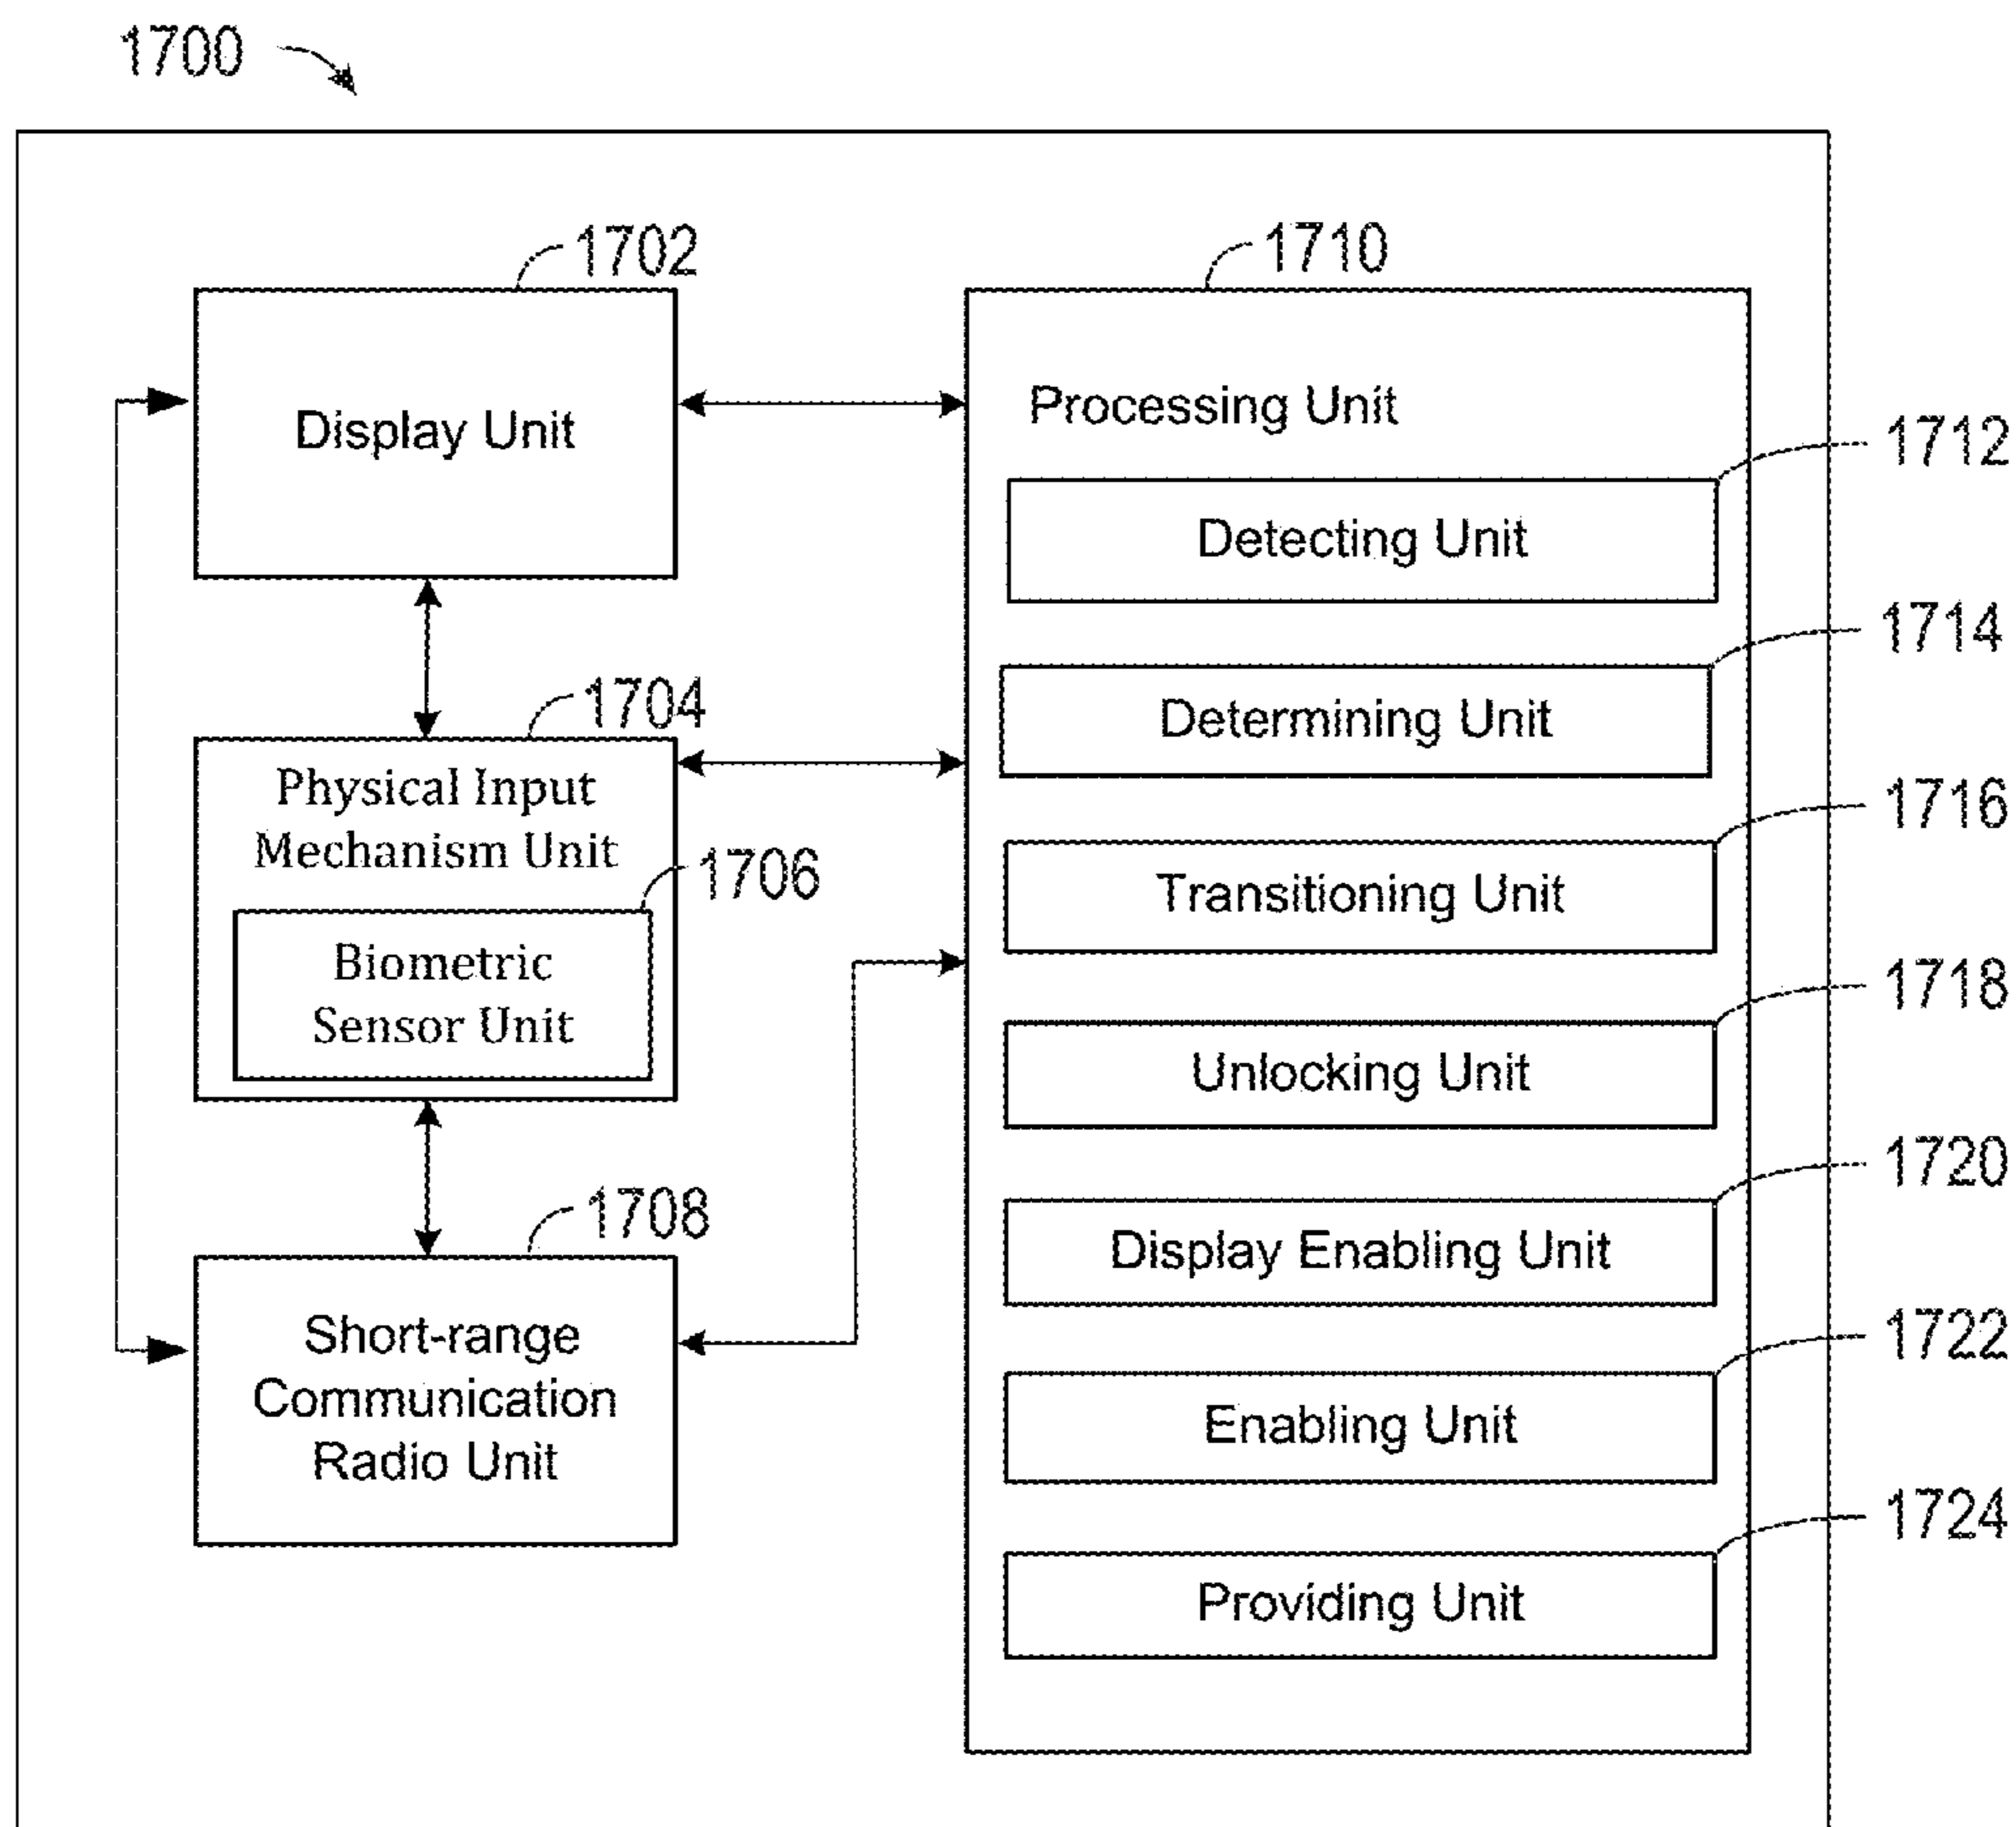 1700
1702
Display Unit
1704
Physical Input
Mechanism Unit
1706
Biometric
Sensor Unit
1708
Short-range
Communication
Radio Unit
1710
Processing Unit
1712
Detecting Unit
1714
Determining Unit
1716
Transitioning Unit
1718
Unlocking Unit
1720
Display Enabling Unit
1722
Enabling Unit
1724
Providing Unit